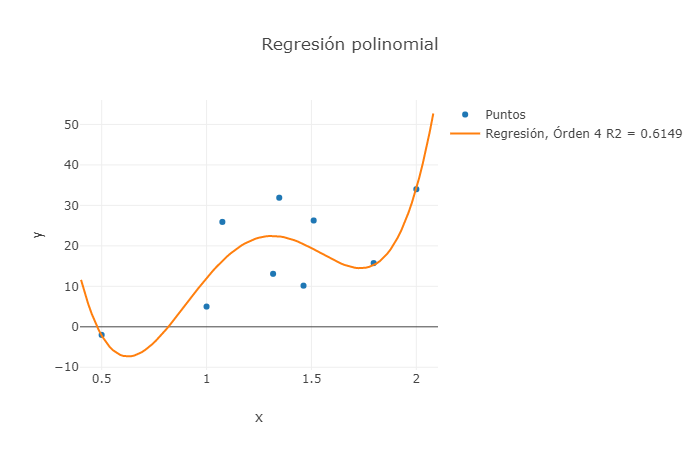 Regresión polinomial
Puntos
Regresión, Órden 4 R2 = 0.6149
50
40
30
20
10
0
−10
y
0.5
1
1.5
2
x